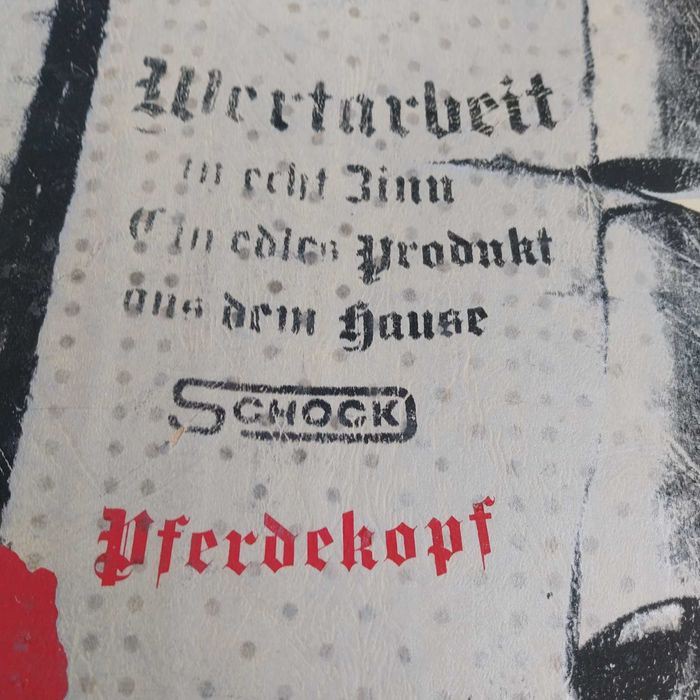 Wertarbeit
in echt Zinn
Ein edles Produkt
aus dem Hause
SCHOCK
Pferdekopf